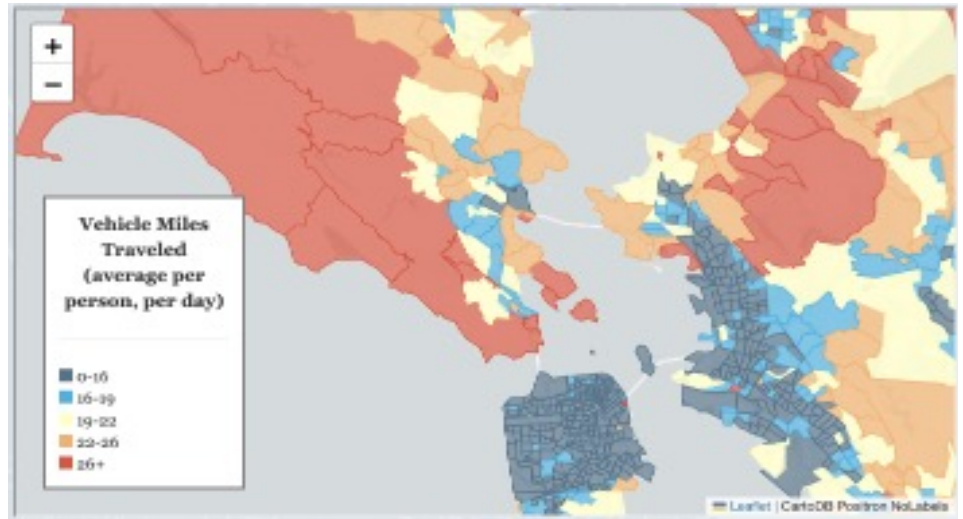 +
−
Vehicle Miles
Traveled
(average per
person, per day)
0-16
16-19
19-22
22-26
26+
Leaflet | CartoDB Positron NoLabels